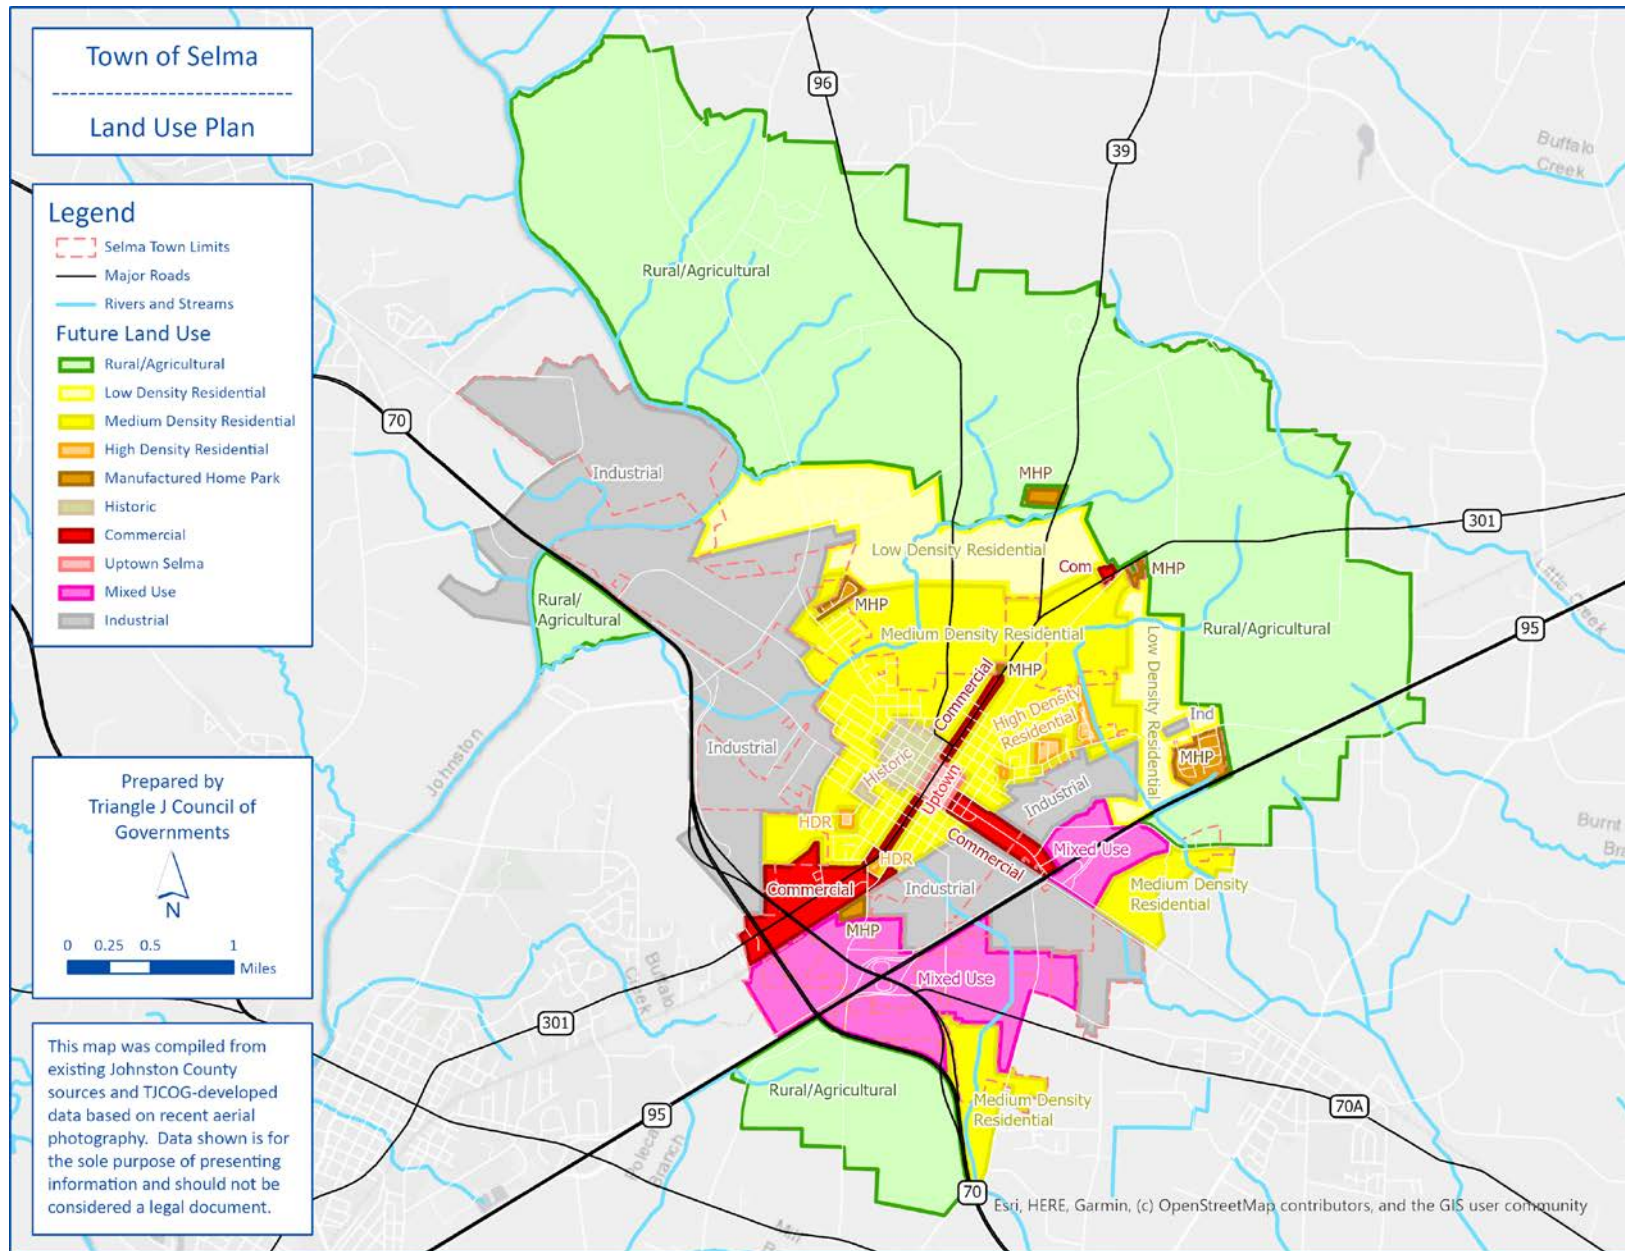 Town of Selma
Land Use Plan
Legend
Selma Town Limits
Major Roads
Rivers and Streams
Future Land Use
Rural/Agricultural
Low Density Residential
Medium Density Residential
High Density Residential
Manufactured Home Park
Historic
Commercial
Uptown Selma
Mixed Use
Industrial
Prepared by
Triangle J Council of
Governments
N
0 0.25 0.5 1
Miles
This map was compiled from
existing Johnston County
sources and TJCOG-developed
data based on recent aerial
photography. Data shown is for
the sole purpose of presenting
information and should not be
considered a legal document.
96
39
Buffalo
Creek
Rural/Agricultural
70
Industrial
MHP
301
Low Density Residential
Com
MHP
Little Creek
Rural/
Agricultural
MHP
Medium Density Residential
Rural/Agricultural
95
Low Density Residential
Commercial
MHP
High Density
Residential
Ind
Johnston
Industrial
Historic
MHP
Uptown
Industrial
HDR
Commercial
Mixed Use
Burnt
HDR
Commercial
Industrial
Medium Density
Residential
MHP
Buffalo
Creek
Mixed Use
301
Rural/Agricultural
Medium Density
Residential
95
70A
Branch
70
Esri, HERE, Garmin, (c) OpenStreetMap contributors, and the GIS user community